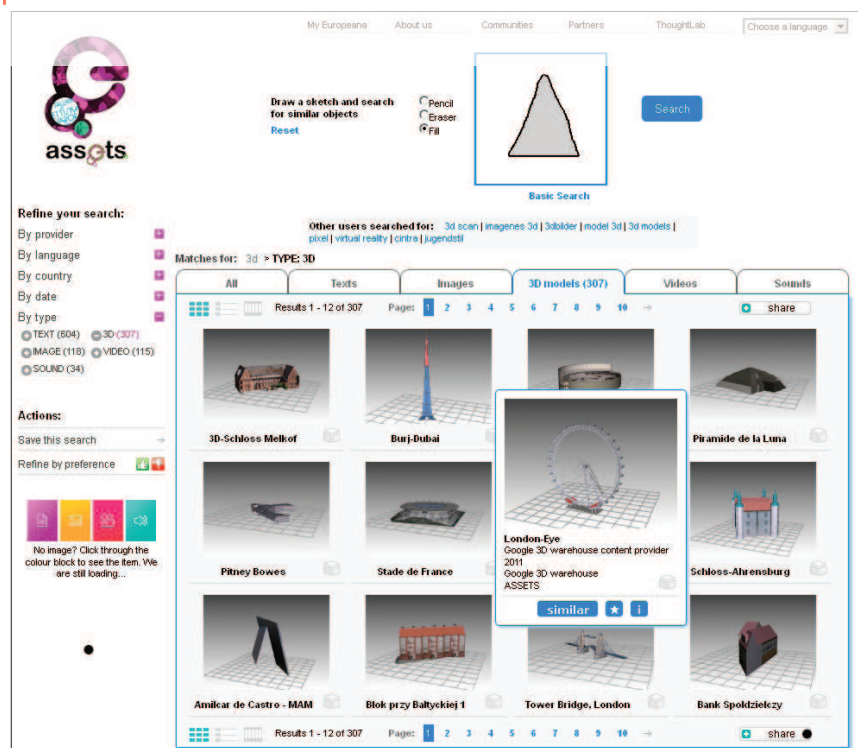 My Europeana About us Communities Partners ThoughtLab Choose a language
Draw a sketch and search
for similar objects
Reset
Pencil
Eraser
Fill
Search
Basic Search
assets
Refine your search:
By provider
By language
By country
By date
By type
TEXT (604) 3D (307)
IMAGE (118) VIDEO (115)
SOUND (34)
Actions:
Save this search
Refine by preference
No image? Click through the
colour block to see the item. We
are still loading...
Other users searched for: 3d scan | imagenes 3d | 3dbilder | model 3d | 3d models |
pixel | virtual reality | cintra | jugendstil
Matches for: 3d > TYPE: 3D
All Texts Images 3D models (307) Videos Sounds
Results 1 - 12 of 307 Page: 1 2 3 4 5 6 7 8 9 10 → share
3D-Schloss Melkof Burj-Dubai Piramide de la Luna
London-Eye
Google 3D warehouse content provider
2011
Google 3D warehouse
ASSETS
similar i
Pitney Bowes Stade de France Schloss-Ahrensburg
Amilcar de Castro - MAM Blok przy Baltyckiej 1 Tower Bridge, London Bank Spoldzielczy
Results 1 - 12 of 307 Page: 1 2 3 4 5 6 7 8 9 10 → share